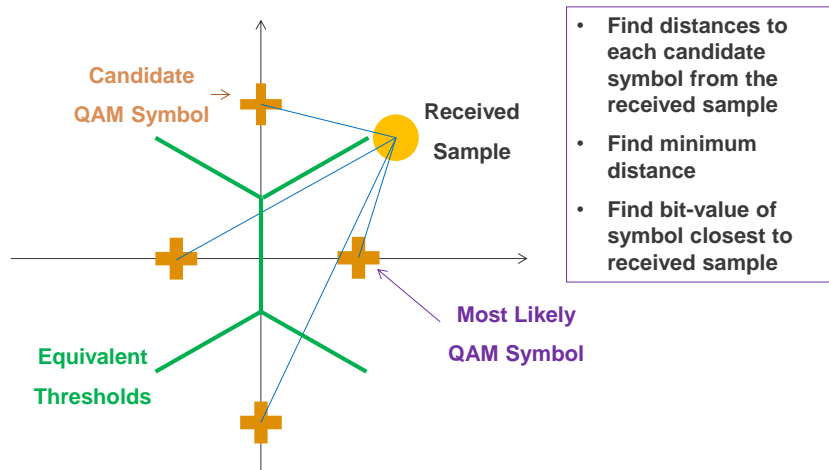 Candidate
QAM Symbol
Received
Sample
Most Likely
QAM Symbol
Equivalent
Thresholds
• Find distances to
each candidate
symbol from the
received sample
• Find minimum
distance
• Find bit-value of
symbol closest to
received sample